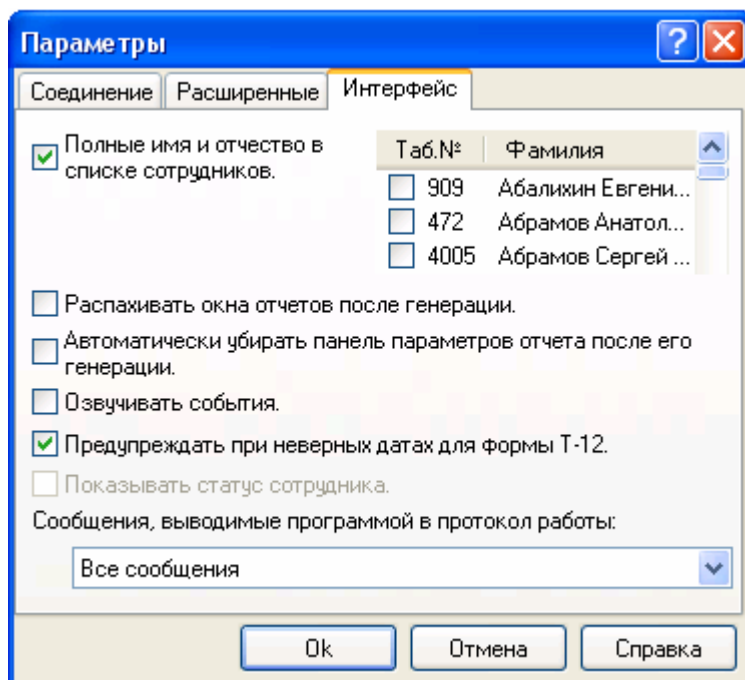 Параметры
Соединение Расширенные Интерфейс
Полные имя и отчество в
списке сотрудников.
Таб.№ Фамилия
909 Абалихин Евгени...
472 Абрамов Анатол...
4005 Абрамов Сергей ...
Распахивать окна отчетов после генерации.
Автоматически убирать панель параметров отчета после его
генерации.
Озвучивать события.
Предупреждать при неверных датах для формы Т-12.
Показывать статус сотрудника.
Сообщения, выводимые программой в протокол работы:
Все сообщения
Ok Отмена Справка